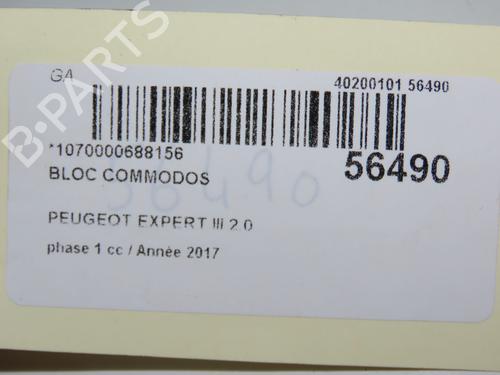 GA
40200101 56490
*1070000688156
56490
BLOC COMMODOS
56490
PEUGEOT EXPERT III 2.0
phase 1 cc / Année 2017
B-PARTS